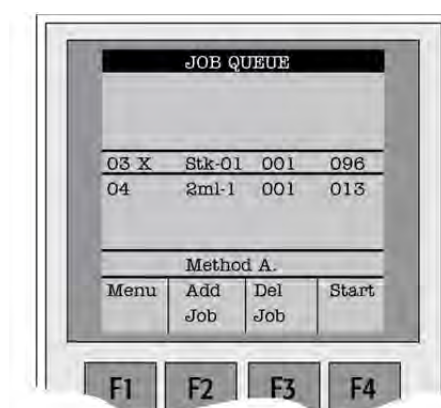 JOB QUEUE
03 X Stk-01 001 096
04 2ml-1 001 013
Method A.
Menu Add Job Del Job Start
F1 F2 F3 F4